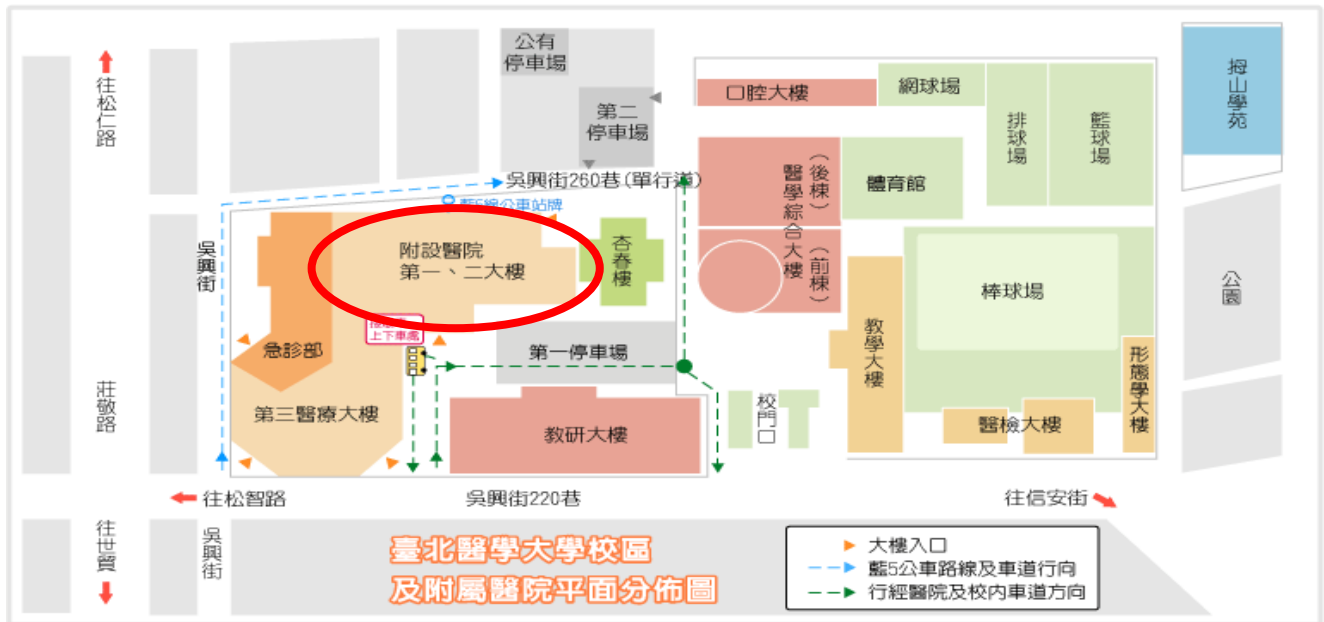 公有
停車場
第二
停車場
往松仁路
口腔大樓
網球場
排球場
籃球場
拇山學苑
吳興街260巷(單行道)
藍5線公車站牌
醫學綜合大樓
(後棟)
(前棟)
體育館
吳興街
附設醫院
第一、二大樓
杏春樓
棒球場
公園
上下車處
急診部
第一停車場
教學大樓
形態學大樓
莊敬路
第三醫療大樓
教研大樓
校門口
醫檢大樓
往松智路
吳興街220巷
往信安街
往世貿
吳興街
臺北醫學大學校區
及附屬醫院平面分佈圖
大樓入口
藍5公車路線及車道行向
行經醫院及校內車道方向